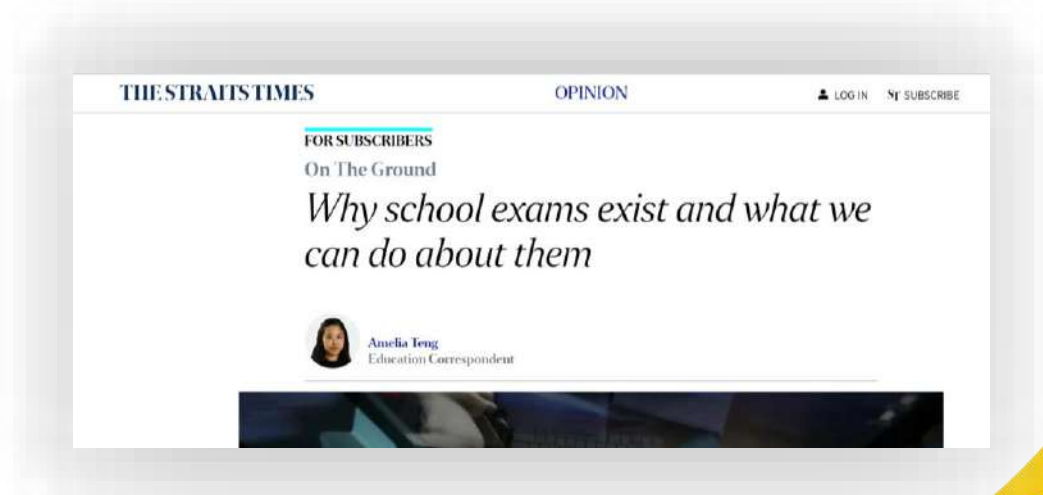 THE STRAITS TIMES
OPINION
LOG IN
ST SUBSCRIBE
FOR SUBSCRIBERS
On The Ground
Why school exams exist and what we
can do about them
Amelia Teng
Education Correspondent